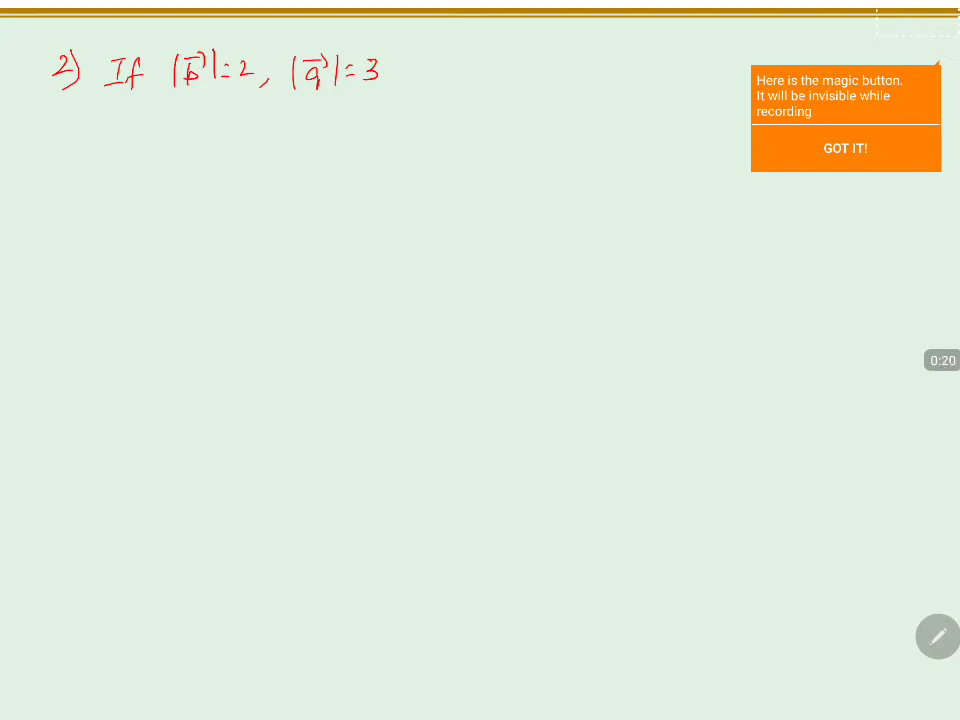 2) If |b⃗|=2, |a⃗|=3
Here is the magic button.
It will be invisible while
recording
GOT IT!
0:20